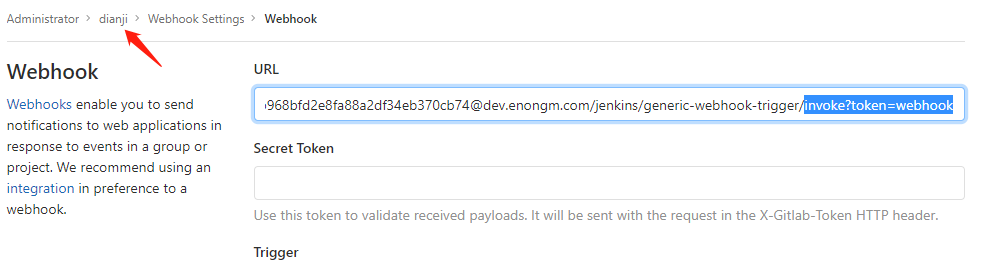 Administrator > dianji > Webhook Settings > Webhook
Webhook
Webhooks enable you to send
notifications to web applications in
response to events in a group or
project. We recommend using an
integration in preference to a
webhook.
URL
968bfd2e8fa88a2df34eb370cb74@dev.enongm.com/jenkins/generic-webhook-trigger/invoke?token=webhook
Secret Token
Use this token to validate received payloads. It will be sent with the request in the X-Gitlab-Token HTTP header.
Trigger